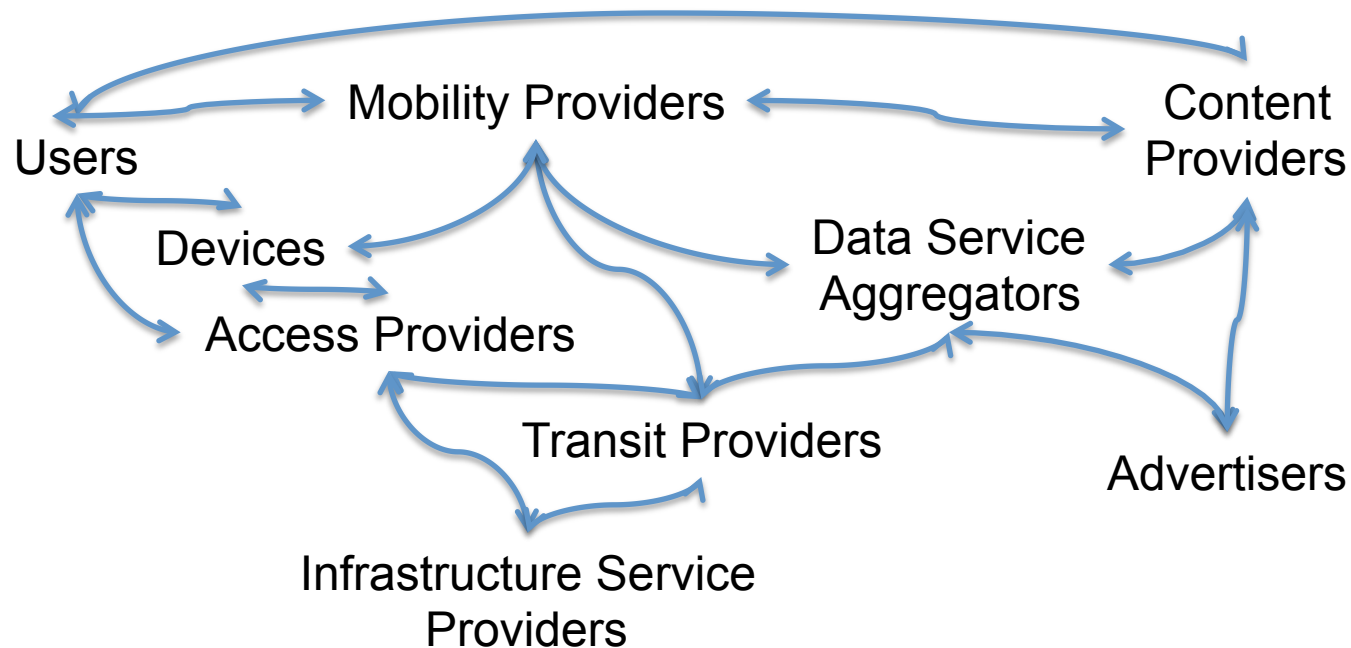 Mobility Providers
Content
Providers
Users
Devices
Data Service
Aggregators
Access Providers
Transit Providers
Advertisers
Infrastructure Service
Providers